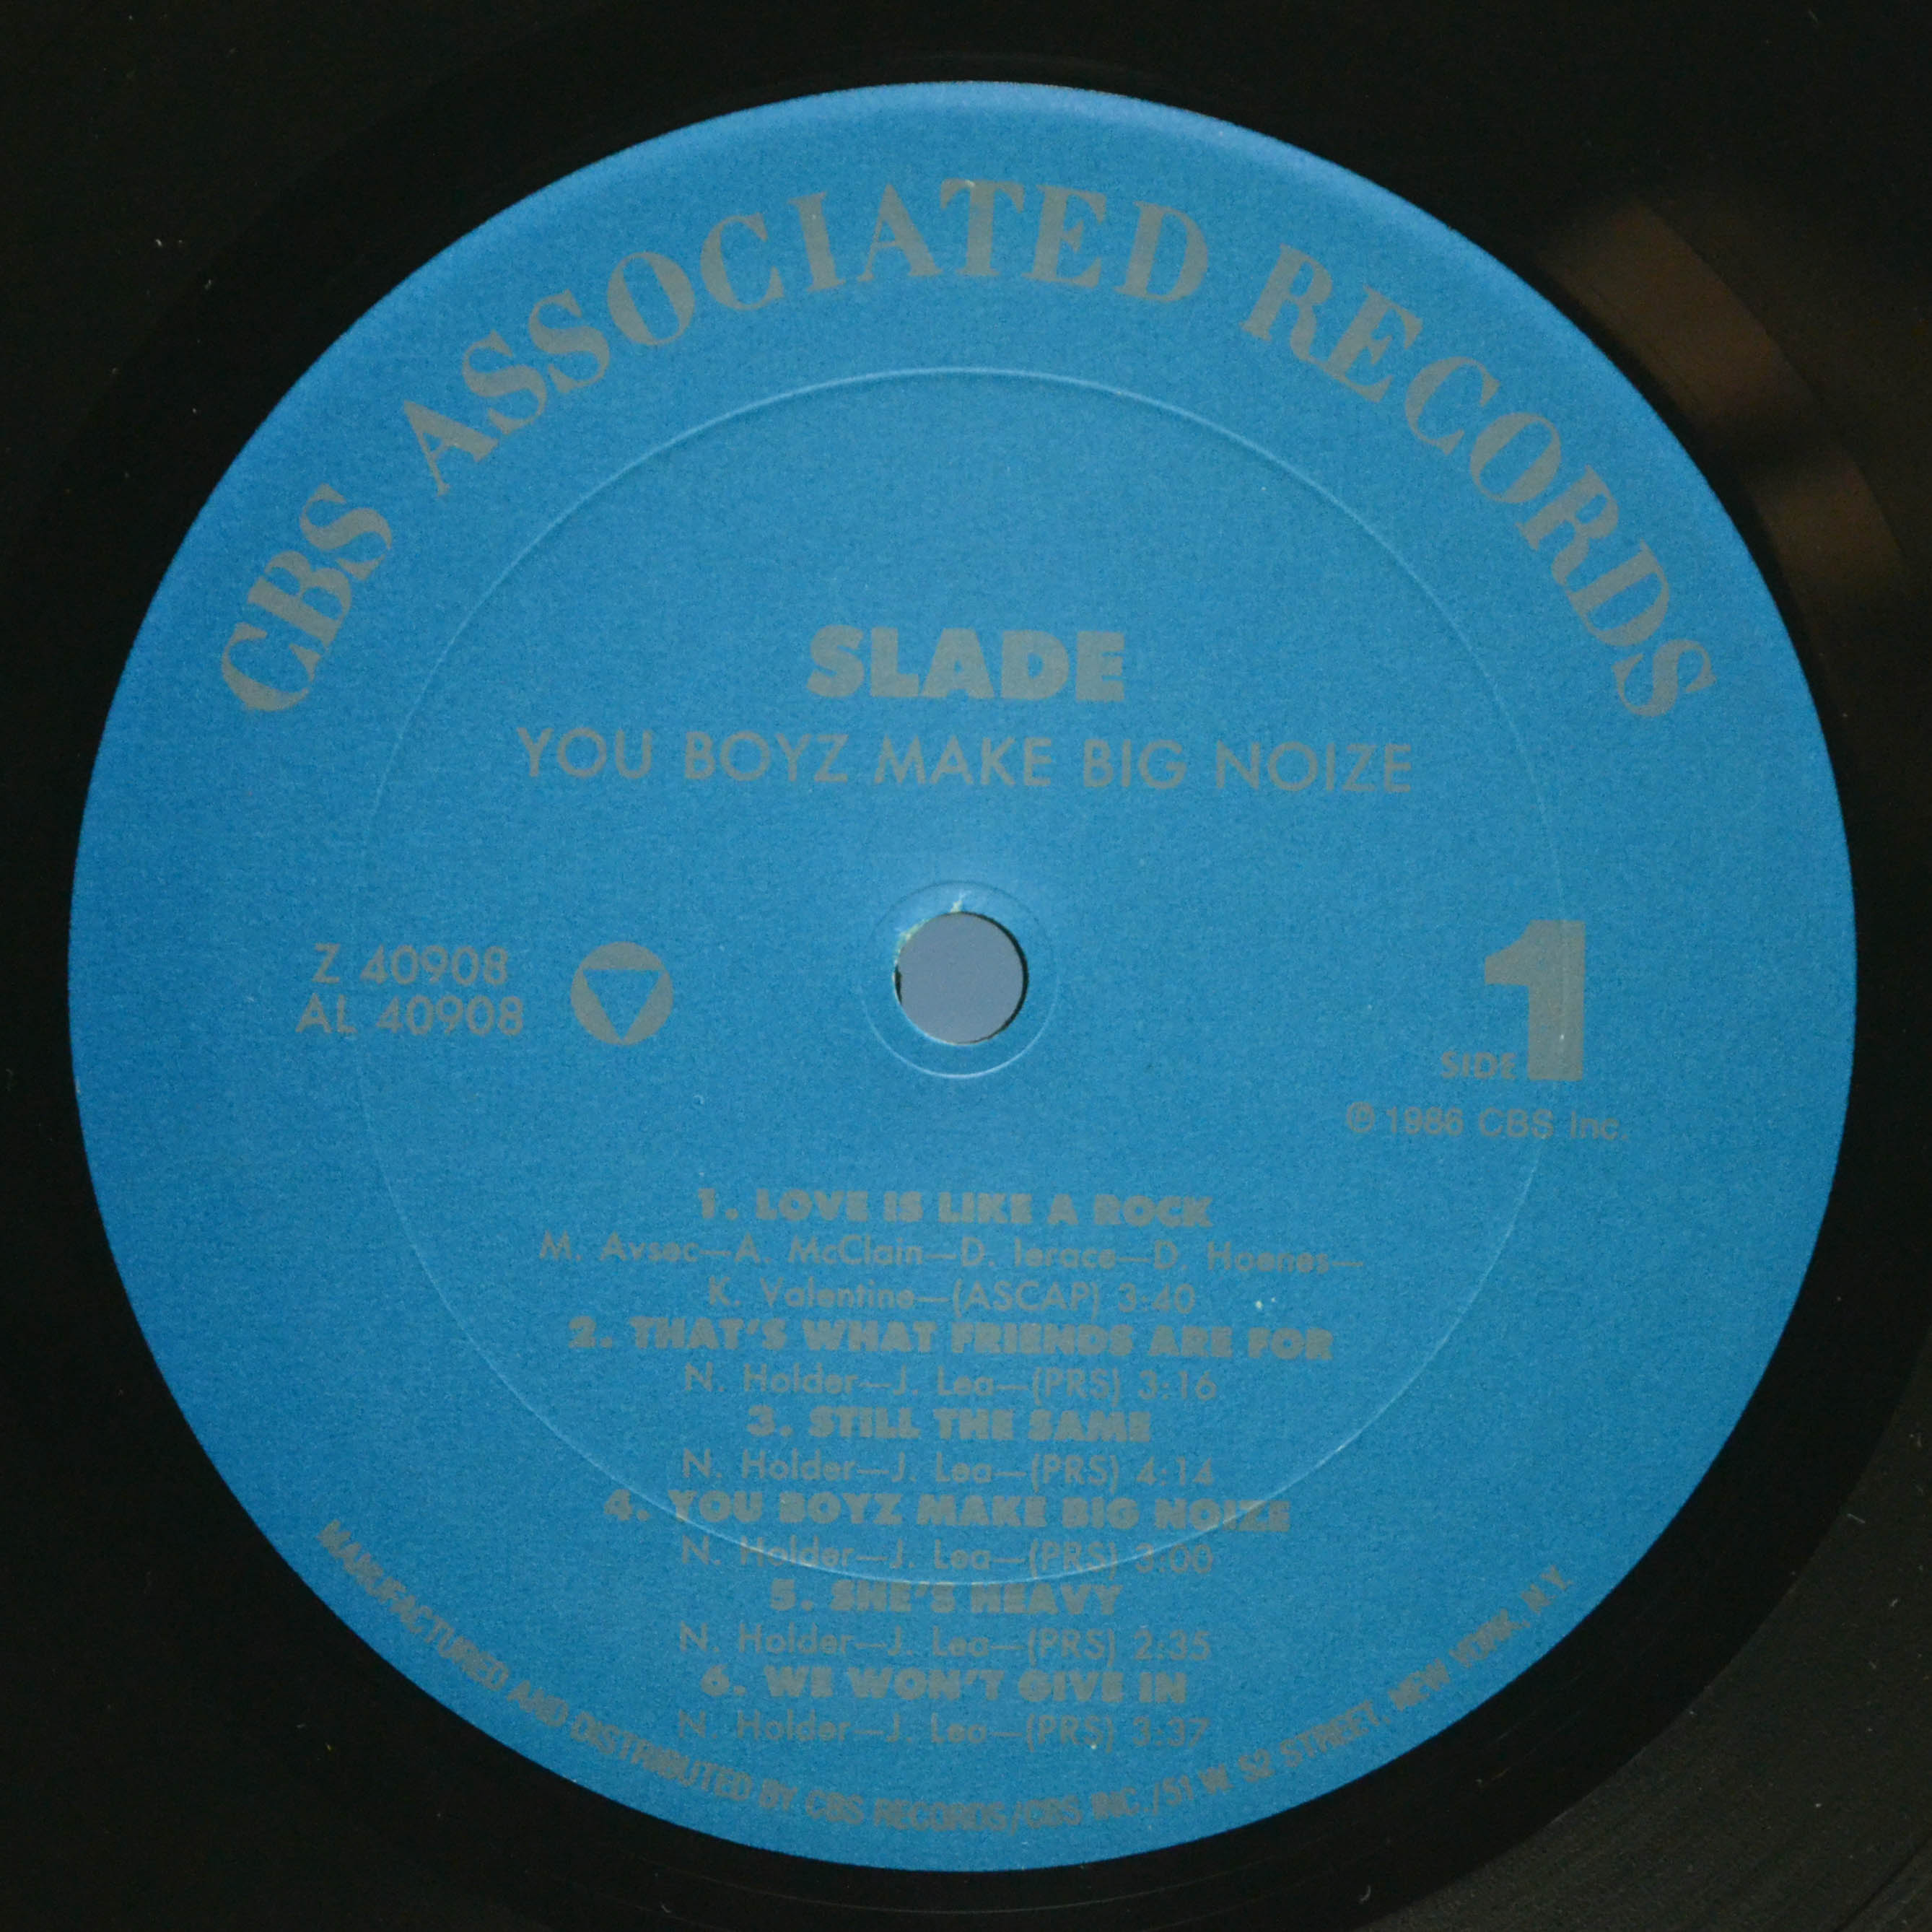 CBS ASSOCIATED RECORDS
SLADE
YOU BOYZ MAKE BIG NOIZE
Z 40908
AL 40908
SIDE 1
℗ 1986 CBS Inc.
1. LOVE IS LIKE A ROCK
M. Avsec—A. McClain—D. Ierace—D. Hoenes—
K. Valentine—(ASCAP) 3:40
2. THAT'S WHAT FRIENDS ARE FOR
N. Holder—J. Lea—(PRS) 3:16
3. STILL THE SAME
N. Holder—J. Lea—(PRS) 4:14
4. YOU BOYZ MAKE BIG NOIZE
N. Holder—J. Lea—(PRS) 3:00
5. SHE'S HEAVY
N. Holder—J. Lea—(PRS) 2:35
6. WE WON'T GIVE IN
N. Holder—J. Lea—(PRS) 3:37
MANUFACTURED AND DISTRIBUTED BY CBS RECORDS/CBS INC./51 W 52 STREET, NEW YORK, N.Y.